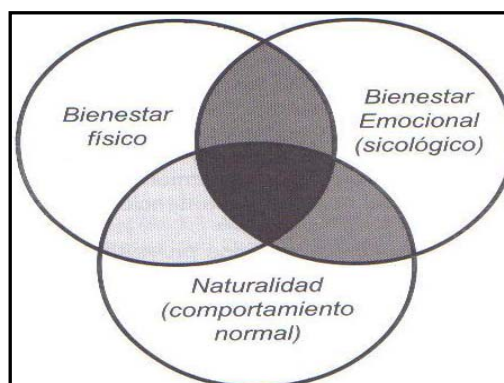 Bienestar
físico
Bienestar
Emocional
(sicológico)
Naturalidad
(comportamiento
normal)